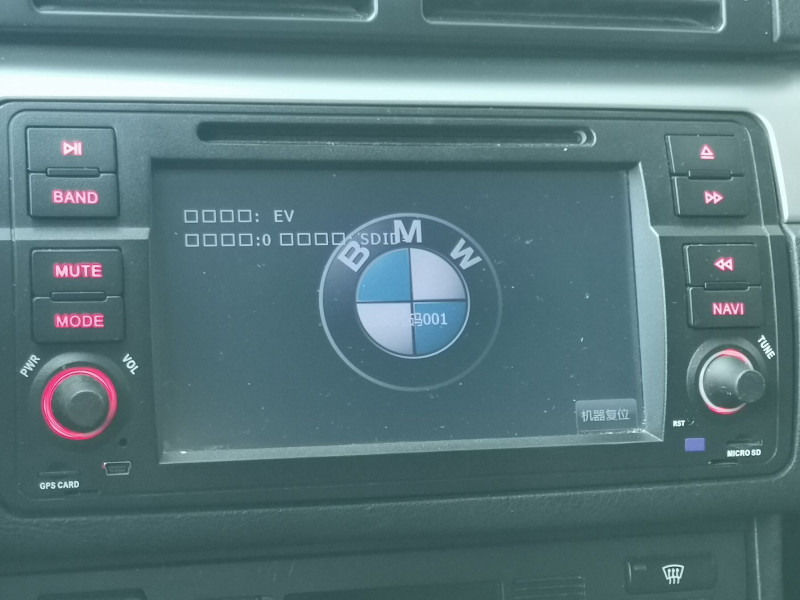 BAND
MUTE
MODE
PWR
VOL
GPS CARD
□□□□: EV
□□□□:0 □□□□:SDID
BMW
码001
机器复位
NAVI
TUNE
RST
MICRO SD